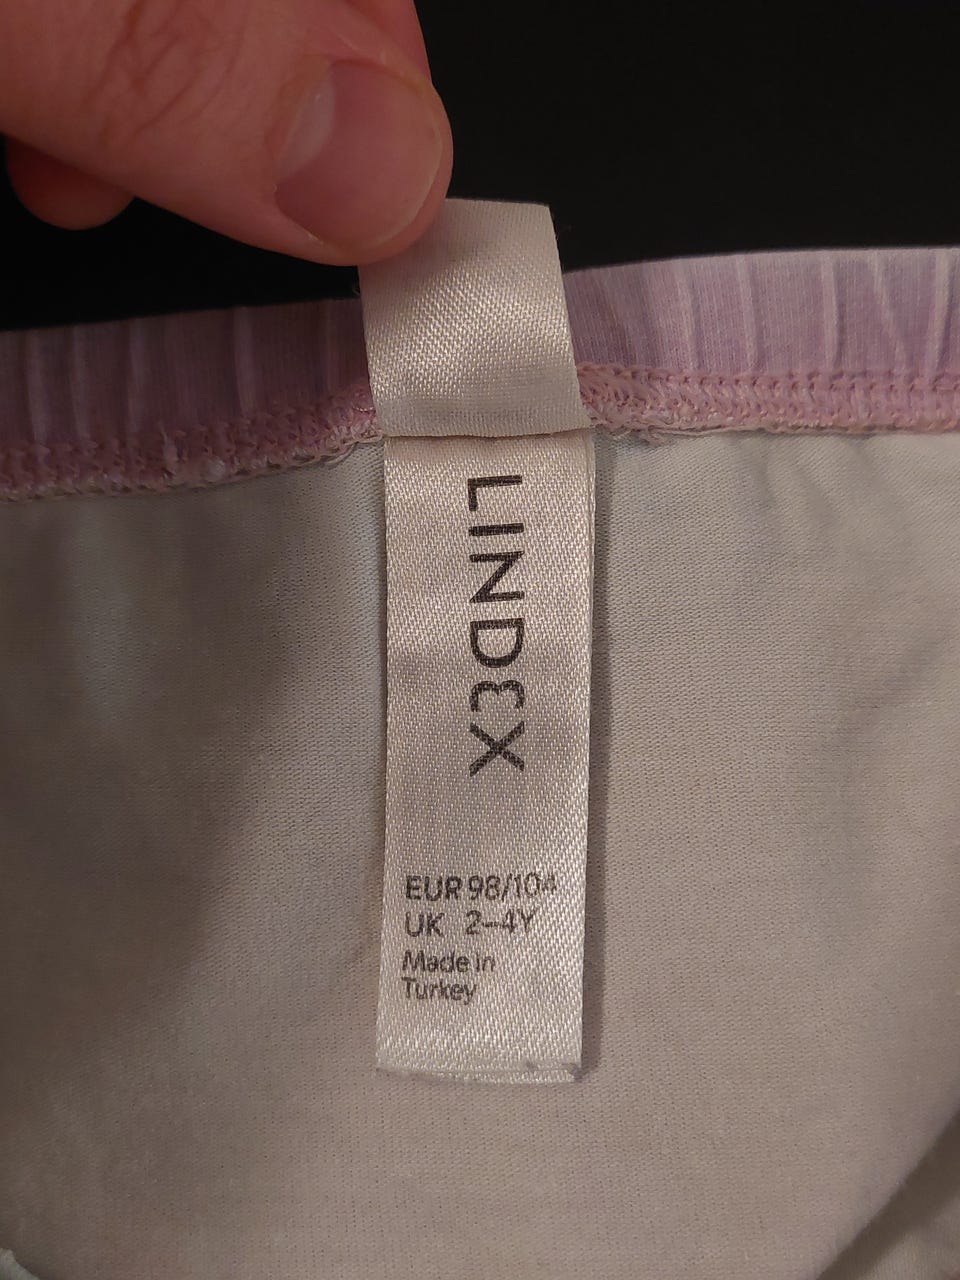 LINDEX
EUR 98/104
UK 2-4Y
Made in
Turkey